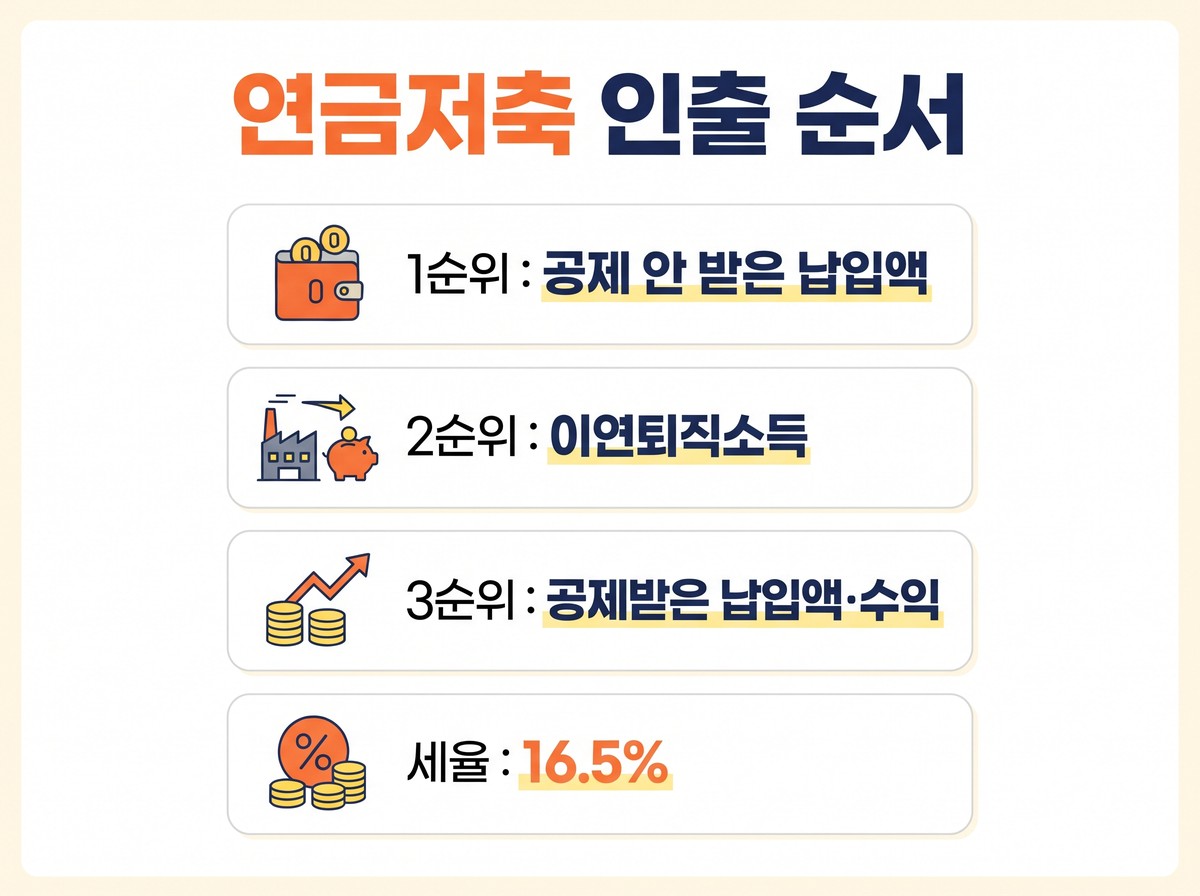 연금저축 인출 순서
1순위 : 공제 안 받은 납입액
2순위 : 이연퇴직소득
3순위 : 공제받은 납입액·수익
세율 : 16.5%